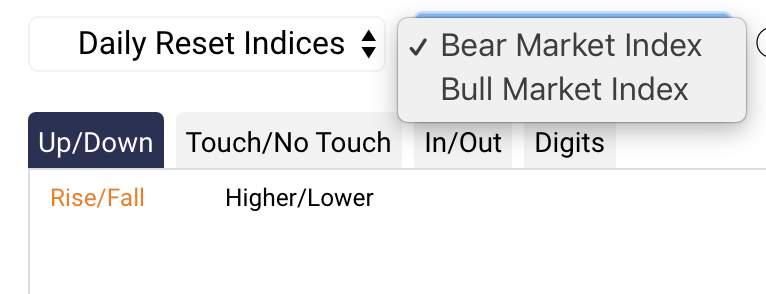 Daily Reset Indices
✓ Bear Market Index
Bull Market Index
Up/Down Touch/No Touch In/Out Digits
Rise/Fall Higher/Lower